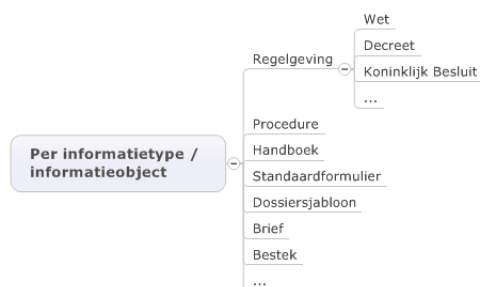 Per informatietype /
informatieobject
Regelgeving
Wet
Decreet
Koninklijk Besluit
...
Procedure
Handboek
Standaardformulier
Dossiersjabloon
Brief
Bestek
...